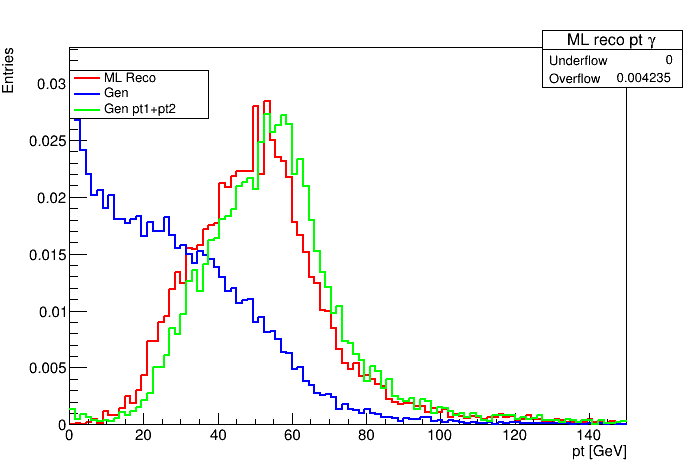 ML reco pt γ
Underflow 0
Overflow 0.004235
Entries
ML Reco
Gen
Gen pt1+pt2
0.03
0.025
0.02
0.015
0.01
0.005
0
0 20 40 60 80 100 120 140
pt [GeV]